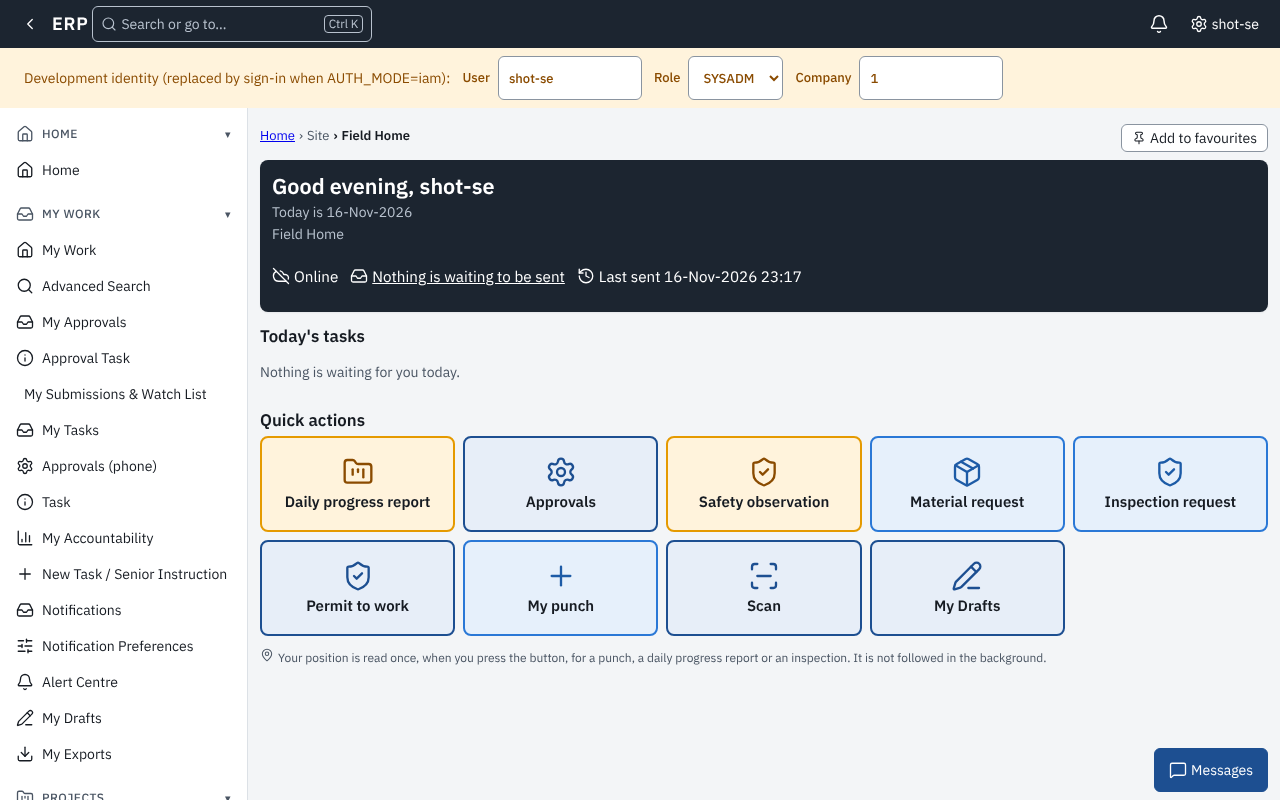 ERP
Search or go to...
Ctrl K
shot-se
Development identity (replaced by sign-in when AUTH_MODE=iam):
User
shot-se
Role
SYSADM
Company
1
HOME
Home
MY WORK
My Work
Advanced Search
My Approvals
Approval Task
My Submissions & Watch List
My Tasks
Approvals (phone)
Task
My Accountability
New Task / Senior Instruction
Notifications
Notification Preferences
Alert Centre
My Drafts
My Exports
PROJECTS
Home › Site › Field Home
Add to favourites
Good evening, shot-se
Today is 16-Nov-2026
Field Home
Online
Nothing is waiting to be sent
Last sent 16-Nov-2026 23:17
Today's tasks
Nothing is waiting for you today.
Quick actions
Daily progress report
Approvals
Safety observation
Material request
Inspection request
Permit to work
My punch
Scan
My Drafts
Your position is read once, when you press the button, for a punch, a daily progress report or an inspection. It is not followed in the background.
Messages